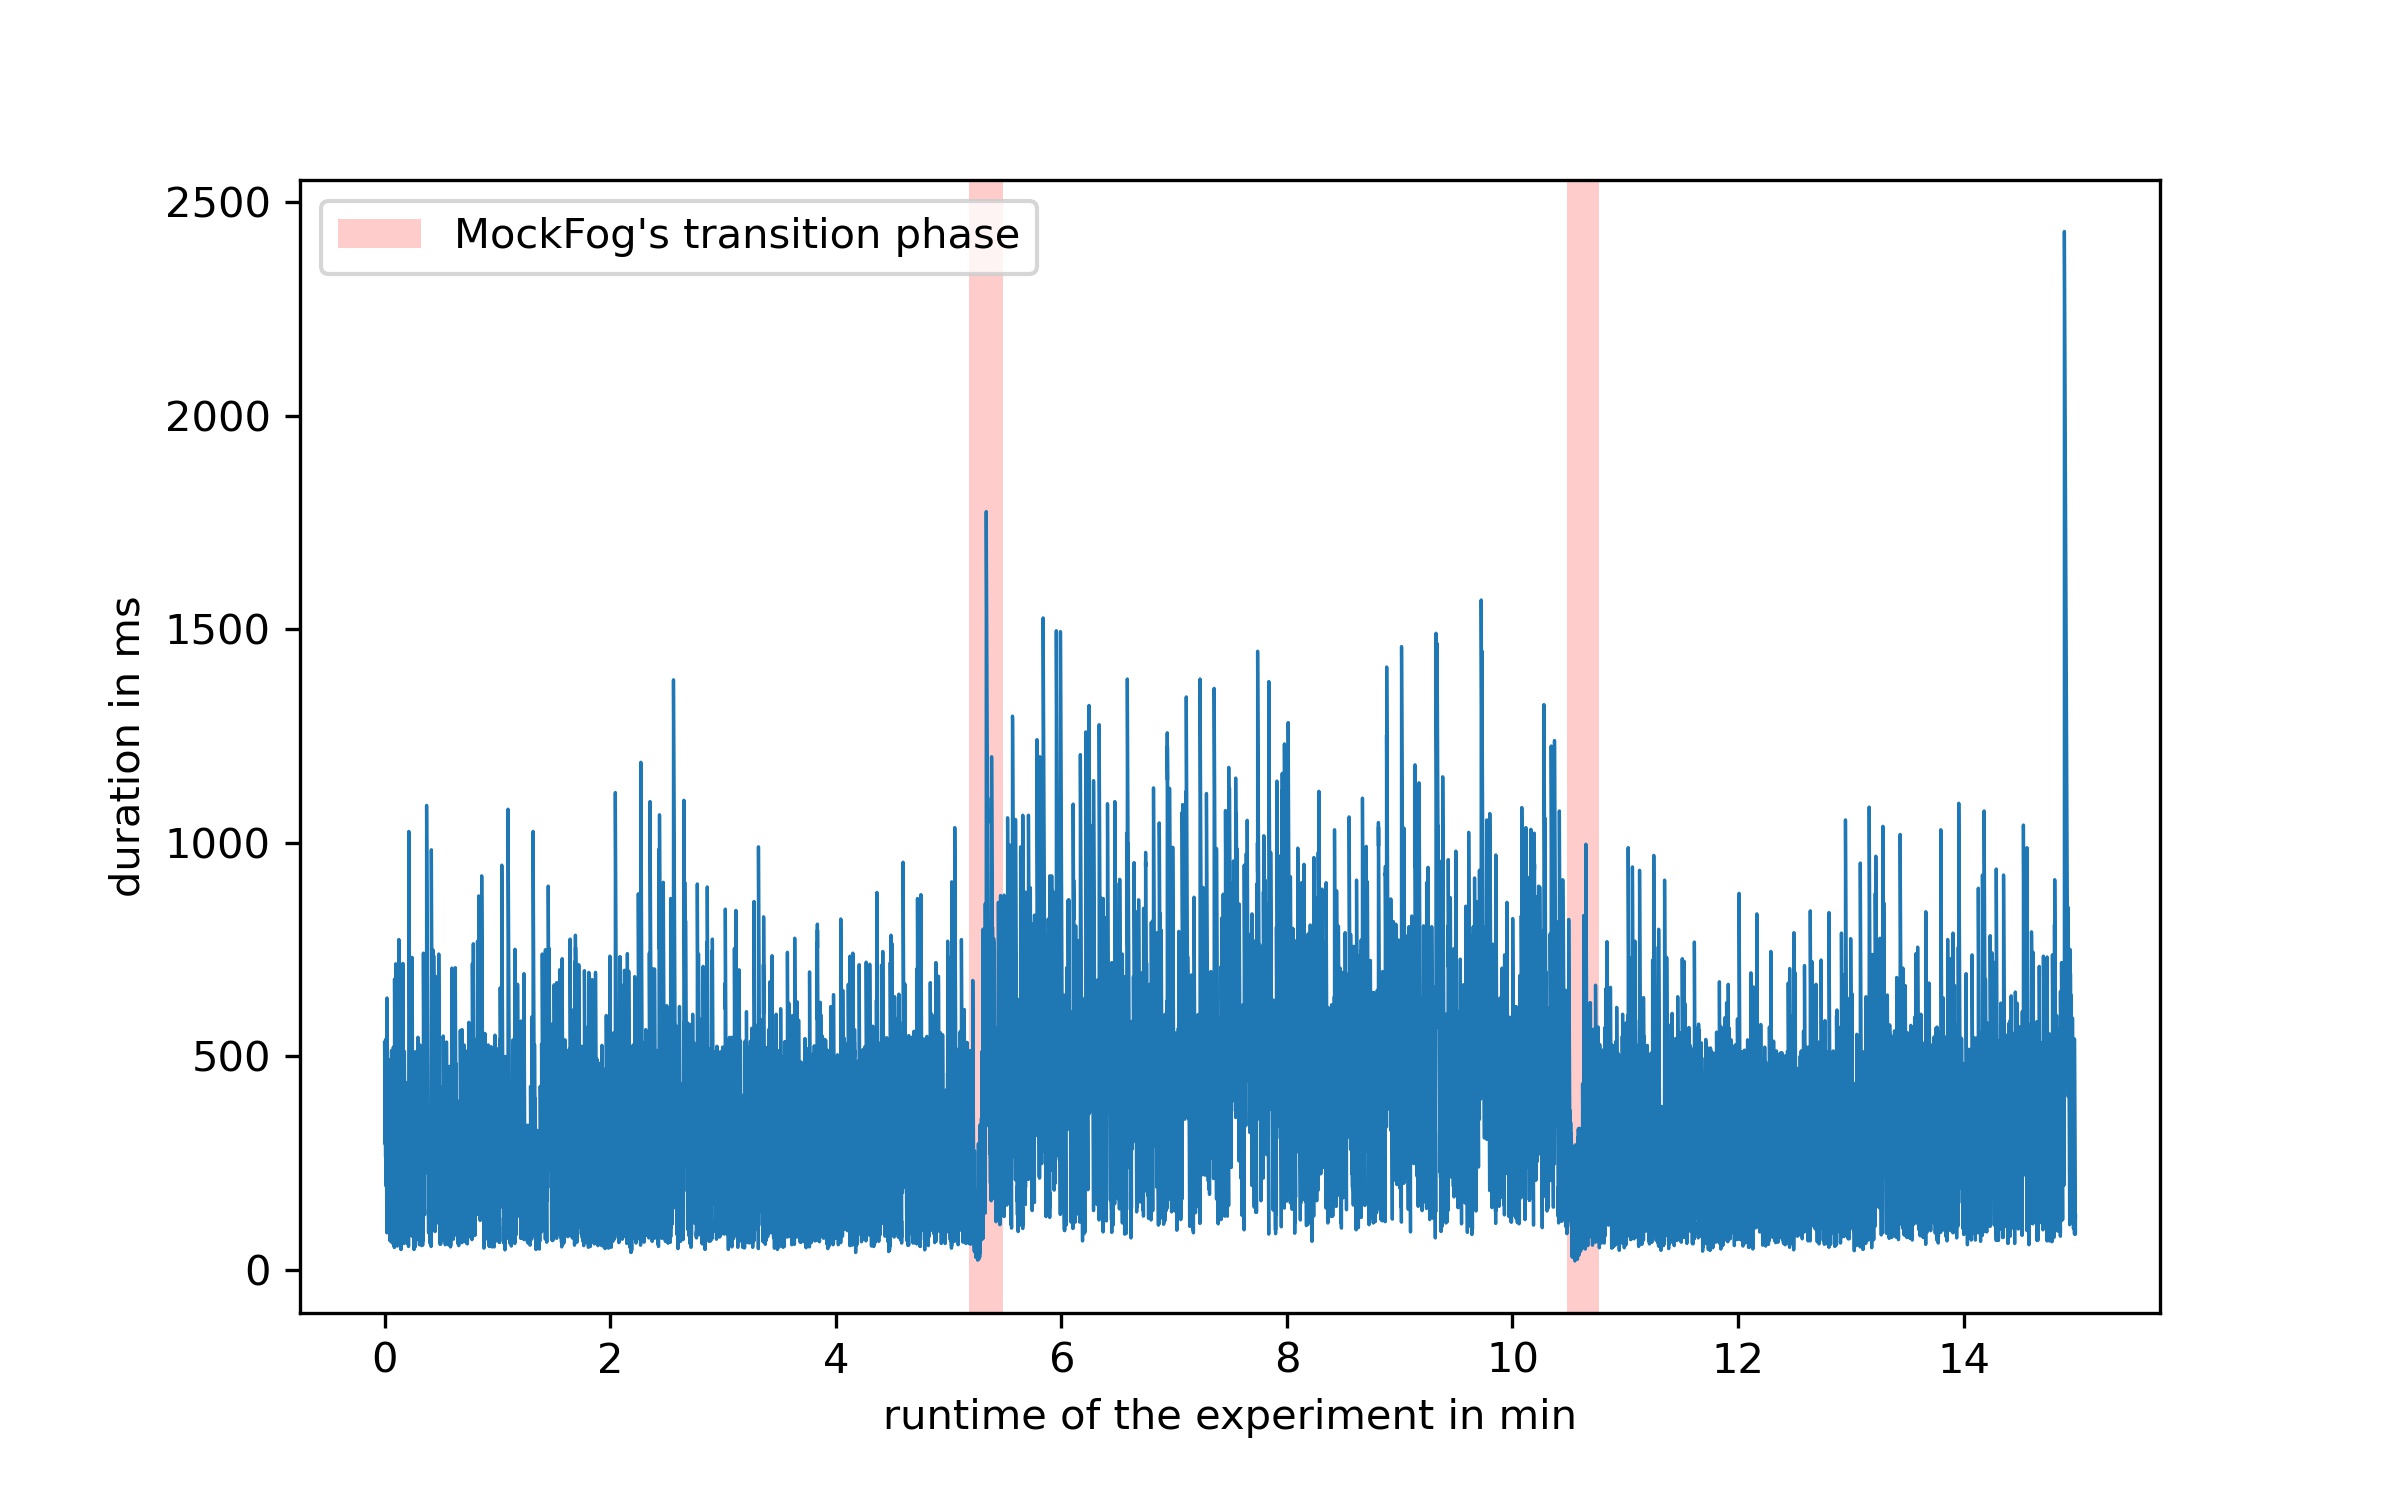 MockFog's transition phase
2500
2000
1500
1000
500
0
duration in ms
0 2 4 6 8 10 12 14
runtime of the experiment in min